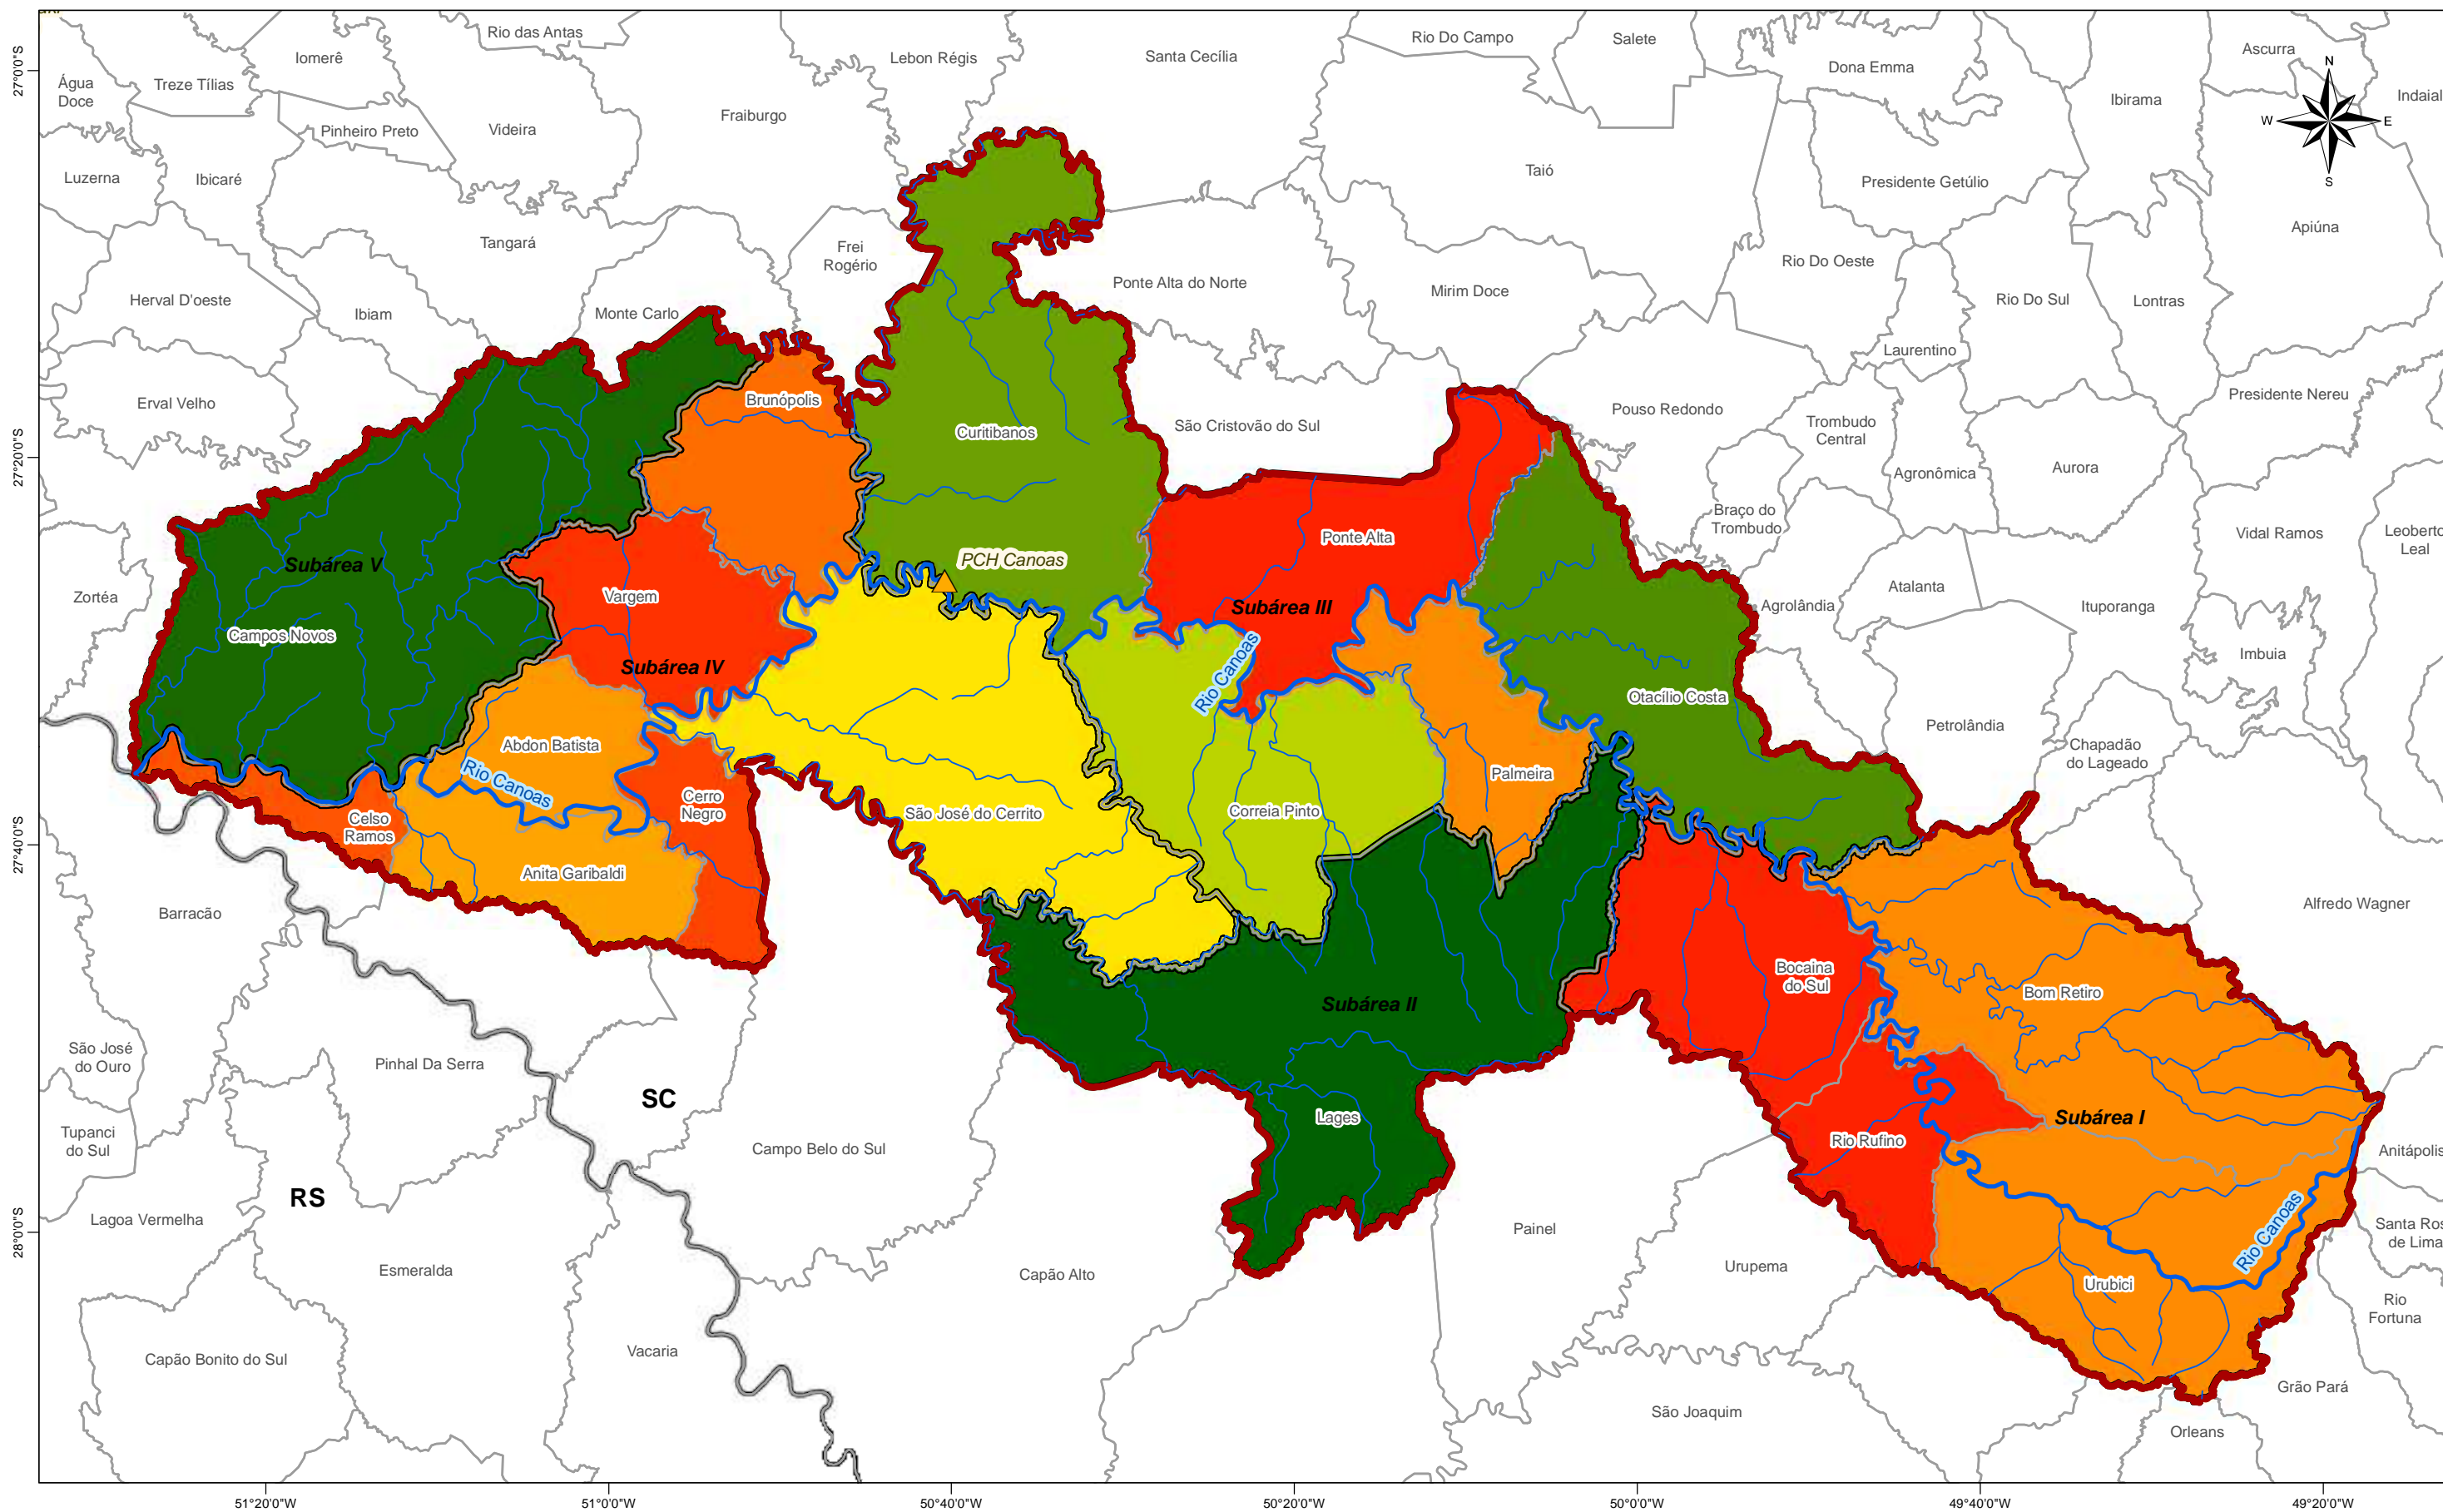 Rio das Antas
Iomerê
Lebon Régis
Santa Cecília
Rio Do Campo
Salete
Ascurra
N
27°0'0"S
Água
Doce
Treze Tílias
Dona Emma
Ibirama
Indaial
Pinheiro Preto
Videira
Fraiburgo
W
E
Luzerna
Ibicaré
Taió
Presidente Getúlio
S
Apiúna
Tangará
Frei
Rogério
Ponte Alta do Norte
Rio Do Oeste
Herval D'oeste
Ibiam
Monte Carlo
Mirim Doce
Rio Do Sul
Lontras
Laurentino
Erval Velho
Brunópolis
Curitibanos
São Cristovão do Sul
Pouso Redondo
Presidente Nereu
Trombudo
Central
27°20'0"S
Agronômica
Aurora
Braço do
Trombudo
Ponte Alta
Vidal Ramos
Leoberto
Leal
Subárea V
PCH Canoas
Zortéa
Vargem
Subárea III
Agrolândia
Atalanta
Ituporanga
Campos Novos
Subárea IV
Rio Canoas
Imbuia
Otacílio Costa
Petrolândia
Abdon Batista
Chapadão
do Lageado
Rio Canoas
Palmeira
Cerro
Negro
São José do Cerrito
Correia Pinto
Celso
Ramos
27°40'0"S
Anita Garibaldi
Barracão
Alfredo Wagner
Bocaina
do Sul
Bom Retiro
Subárea II
São José
do Ouro
Pinhal Da Serra
SC
Lages
Subárea I
Tupanci
do Sul
Campo Belo do Sul
Rio Rufino
Anitápolis
RS
Lagoa Vermelha
Painel
Rio Canoas
Santa Ros
de Lima
28°0'0"S
Esmeralda
Capão Alto
Urupema
Urubici
Rio
Fortuna
Capão Bonito do Sul
Vacaria
Grão Pará
São Joaquim
Orleans
51°20'0"W
51°0'0"W
50°40'0"W
50°20'0"W
50°0'0"W
49°40'0"W
49°20'0"W